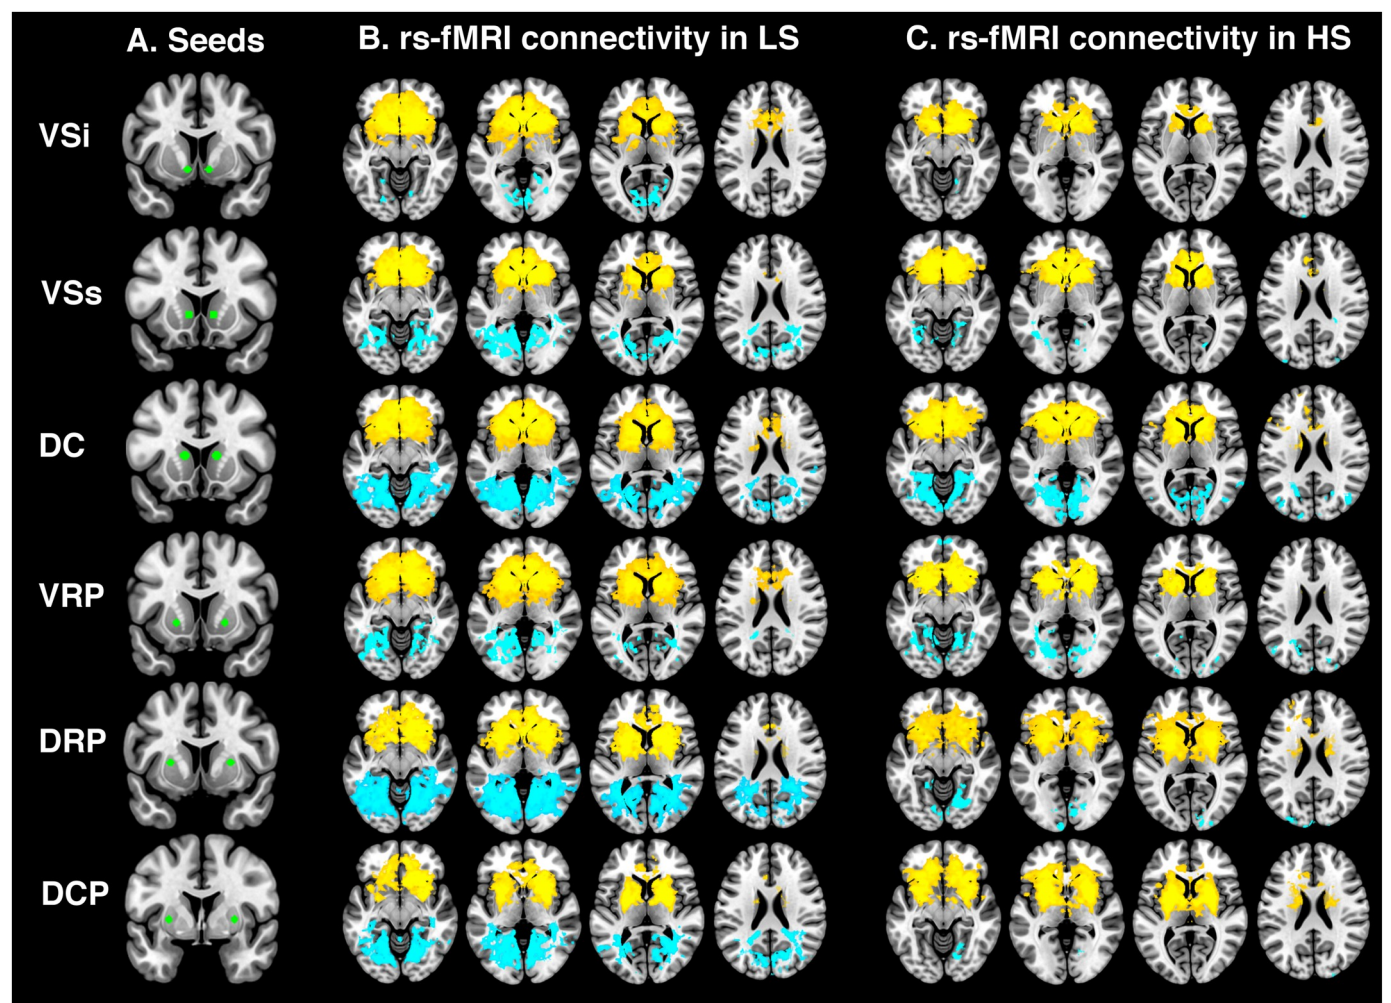 A. Seeds
B. rs-fMRI connectivity in LS
C. rs-fMRI connectivity in HS
VSi
VSs
DC
VRP
DRP
DCP